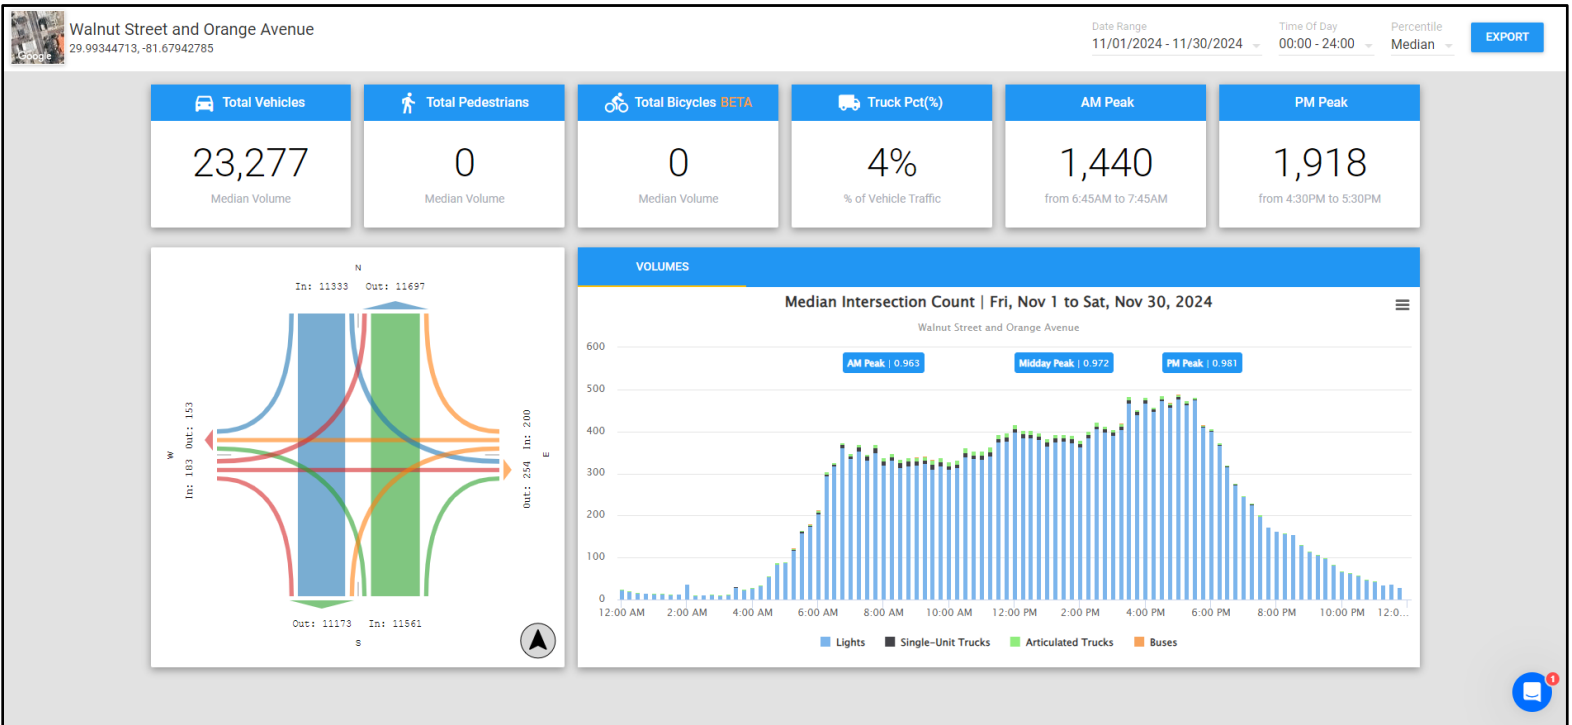 Google
Walnut Street and Orange Avenue
29.99344713, -81.67942785
Date Range
11/01/2024 - 11/30/2024
Time Of Day
00:00 - 24:00
Percentile
Median
EXPORT
Total Vehicles
23,277
Median Volume
Total Pedestrians
0
Median Volume
Total Bicycles BETA
0
Median Volume
Truck Pct(%)
4%
% of Vehicle Traffic
AM Peak
1,440
from 6:45AM to 7:45AM
PM Peak
1,918
from 4:30PM to 5:30PM
N
In: 11333 Out: 11697
W
In: 183 Out: 153
Out: 254 In: 200
E
Out: 11173 In: 11561
S
VOLUMES
Median Intersection Count | Fri, Nov 1 to Sat, Nov 30, 2024
Walnut Street and Orange Avenue
AM Peak | 0.963
Midday Peak | 0.972
PM Peak | 0.981
600
500
400
300
200
100
0
12:00 AM 2:00 AM 4:00 AM 6:00 AM 8:00 AM 10:00 AM 12:00 PM 2:00 PM 4:00 PM 6:00 PM 8:00 PM 10:00 PM 12:0...
Lights Single-Unit Trucks Articulated Trucks Buses
1